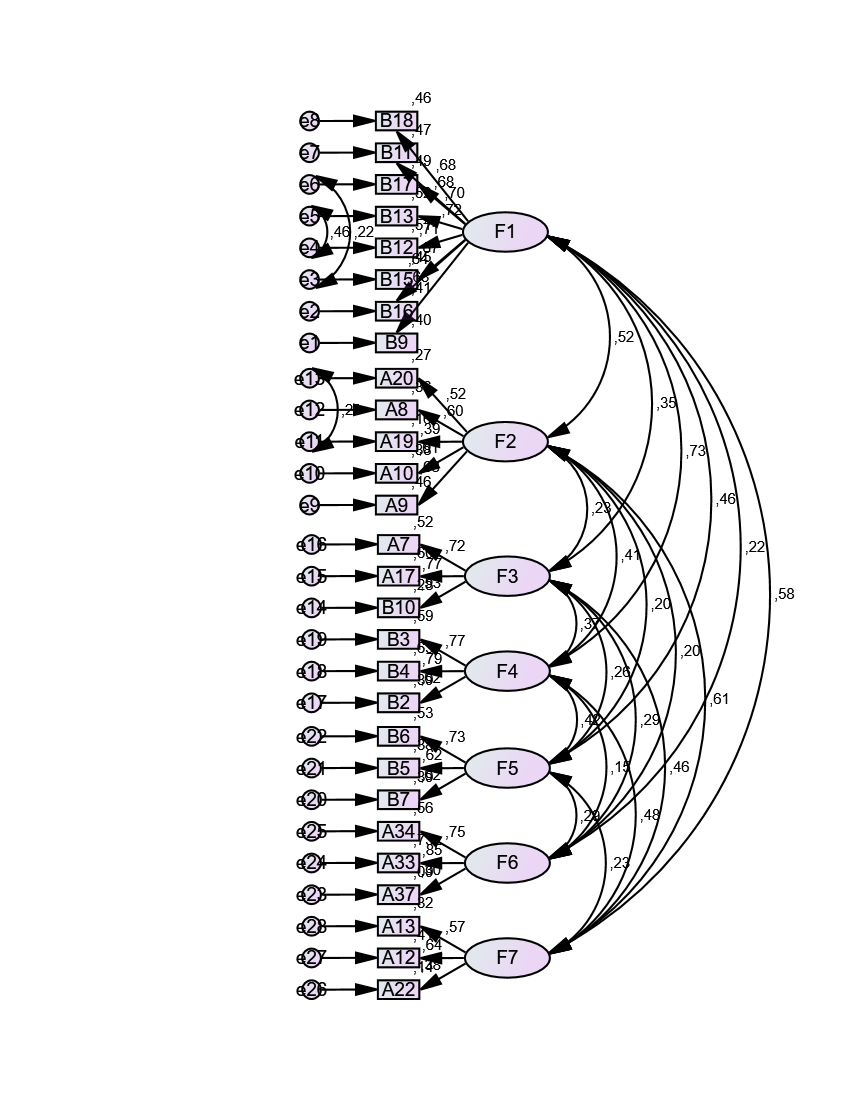 ,46
e8 B18
,47
e7 B11
,49 ,68
e6 B17 ,68
,70
e5 B13 ,72
,46 ,22 F1
e4 B12
e3 B15
e2 B16
,41
,40
e1 B9
,52
,27
,35
e13 A20
,52
e12 A8 ,60
,39
e11 A19 F2
,73
e10 A10
,46
,46
e9 A9
,23
,52
e16 A7 ,72
,41 ,22
,77
e15 A17 F3
,58
e14 B10 ,20
,59
,37
e19 B3 ,77
,20
,79
e18 B4 F4 ,26
,61
e17 B2
,53
,42 ,29
e22 B6 ,73
,62
e21 B5 F5 ,15 ,46
e20 B7
,56
,29 ,48
e25 A34 ,75
,85
e24 A33 F6 ,23
e23 A37
e28 A13 ,57
,64
e27 A12 F7
e26 A22